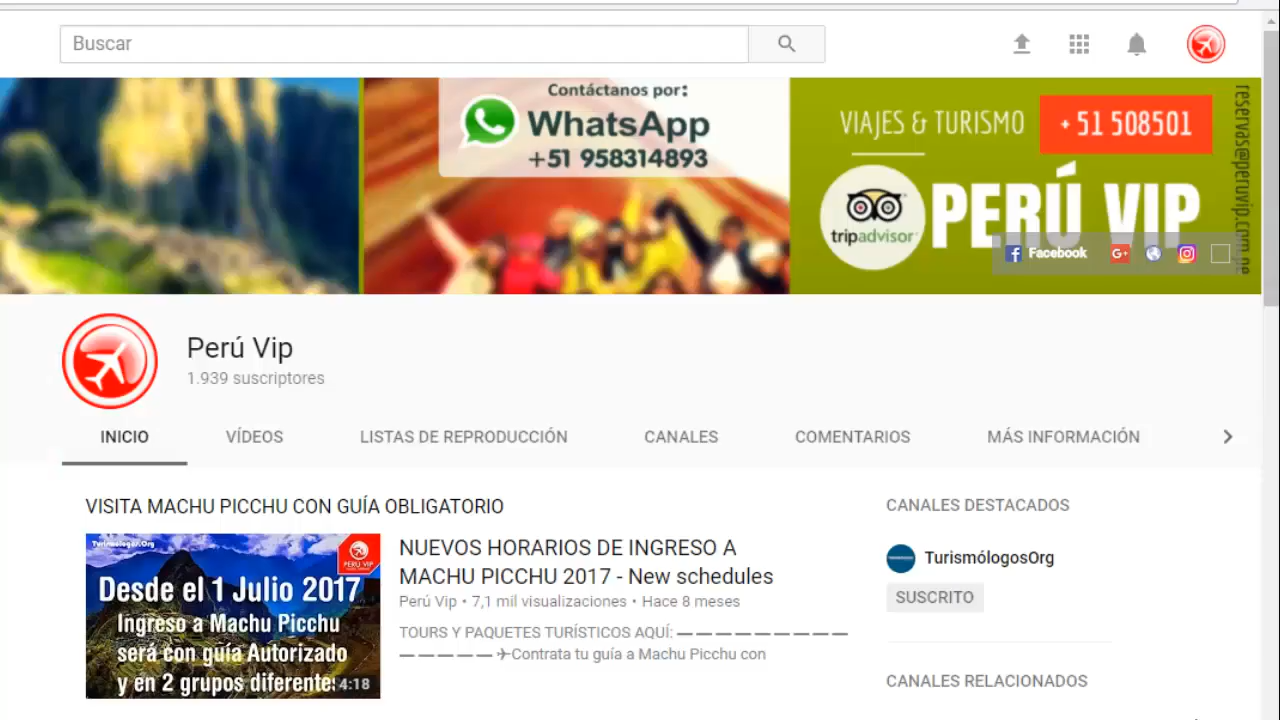 Buscar
Contáctanos por:
WhatsApp
+51 958314893
VIAJES & TURISMO
+ 51 508501
PERÚ VIP
tripadvisor
reservas@peruvip.com.pe
Facebook
G+
Perú Vip
1.939 suscriptores
INICIO
VÍDEOS
LISTAS DE REPRODUCCIÓN
CANALES
COMENTARIOS
MÁS INFORMACIÓN
VISITA MACHU PICCHU CON GUÍA OBLIGATORIO
Turismologos.Org
PERÚ VIP
Desde el 1 Julio 2017
Ingreso a Machu Picchu
será con guía Autorizado
y en 2 grupos diferentes
4:18
NUEVOS HORARIOS DE INGRESO A
MACHU PICCHU 2017 - New schedules
Perú Vip • 7,1 mil visualizaciones • Hace 8 meses
TOURS Y PAQUETES TURÍSTICOS AQUÍ: — — — — — — — — —
— — — — — ✈Contrata tu guía a Machu Picchu con
CANALES DESTACADOS
TurismólogosOrg
SUSCRITO
CANALES RELACIONADOS